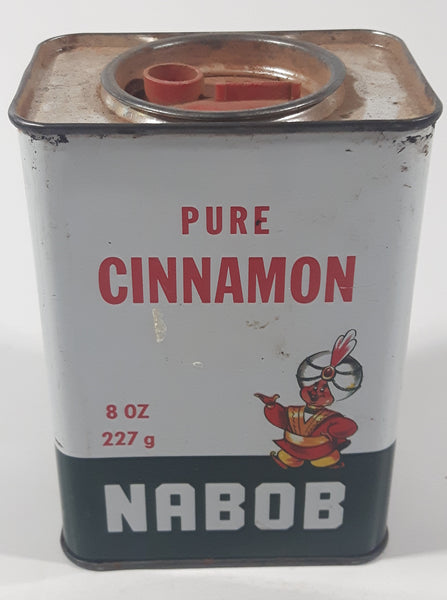 PURE
CINNAMON
8 OZ
227 g
NABOB